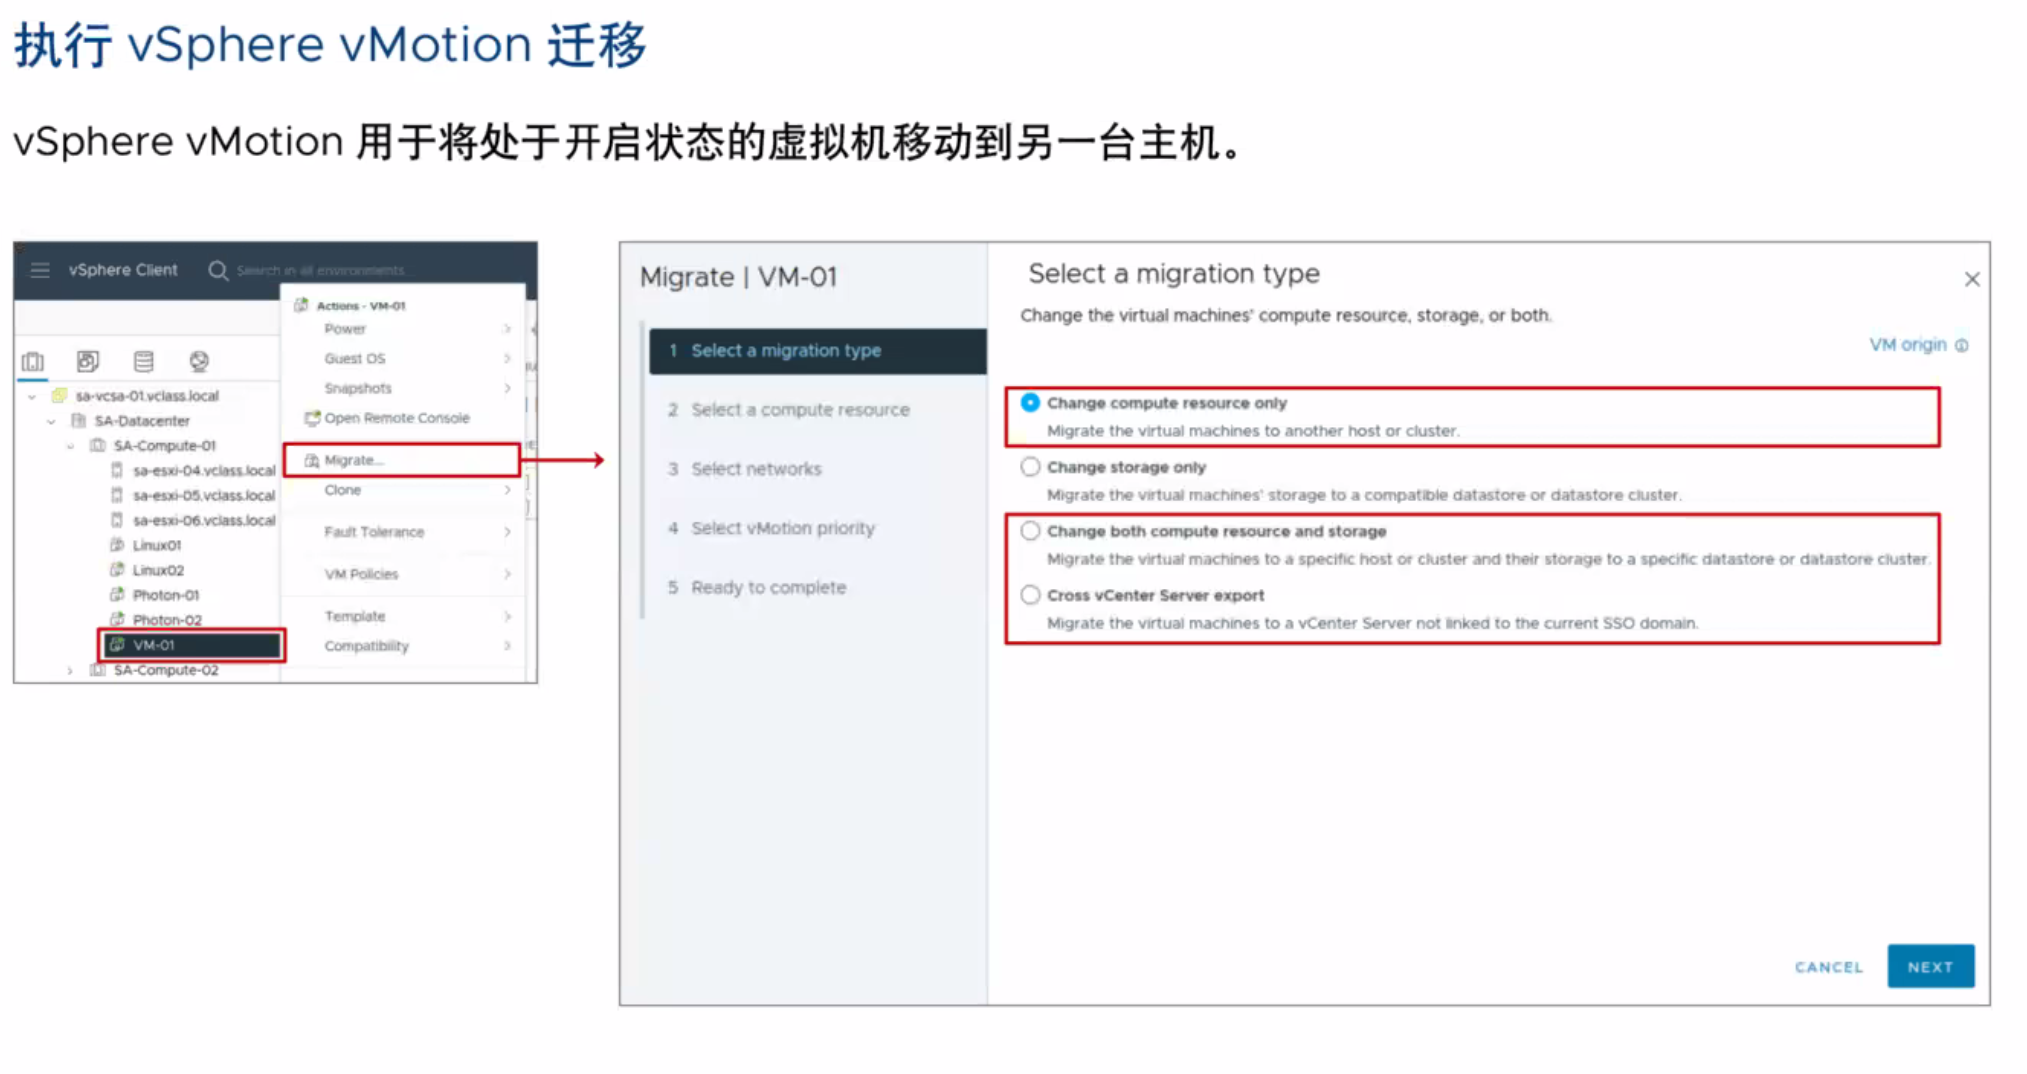 执行 vSphere vMotion 迁移
vSphere vMotion 用于将处于开启状态的虚拟机移动到另一台主机。
vSphere Client
Search in all environments
Actions - VM-01
Power
Guest OS
Snapshots
Open Remote Console
Migrate...
Clone
Fault Tolerance
VM Policies
Template
Compatibility
sa-vcsa-01.vclass.local
SA-Datacenter
SA-Compute-01
sa-esxi-04.vclass.local
sa-esxi-05.vclass.local
sa-esxi-06.vclass.local
Linux01
Linux02
Photon-01
Photon-02
VM-01
SA-Compute-02
Migrate | VM-01
1 Select a migration type
2 Select a compute resource
3 Select networks
4 Select vMotion priority
5 Ready to complete
Select a migration type
Change the virtual machines' compute resource, storage, or both.
VM origin
Change compute resource only
Migrate the virtual machines to another host or cluster.
Change storage only
Migrate the virtual machines' storage to a compatible datastore or datastore cluster.
Change both compute resource and storage
Migrate the virtual machines to a specific host or cluster and their storage to a specific datastore or datastore cluster.
Cross vCenter Server export
Migrate the virtual machines to a vCenter Server not linked to the current SSO domain.
CANCEL
NEXT